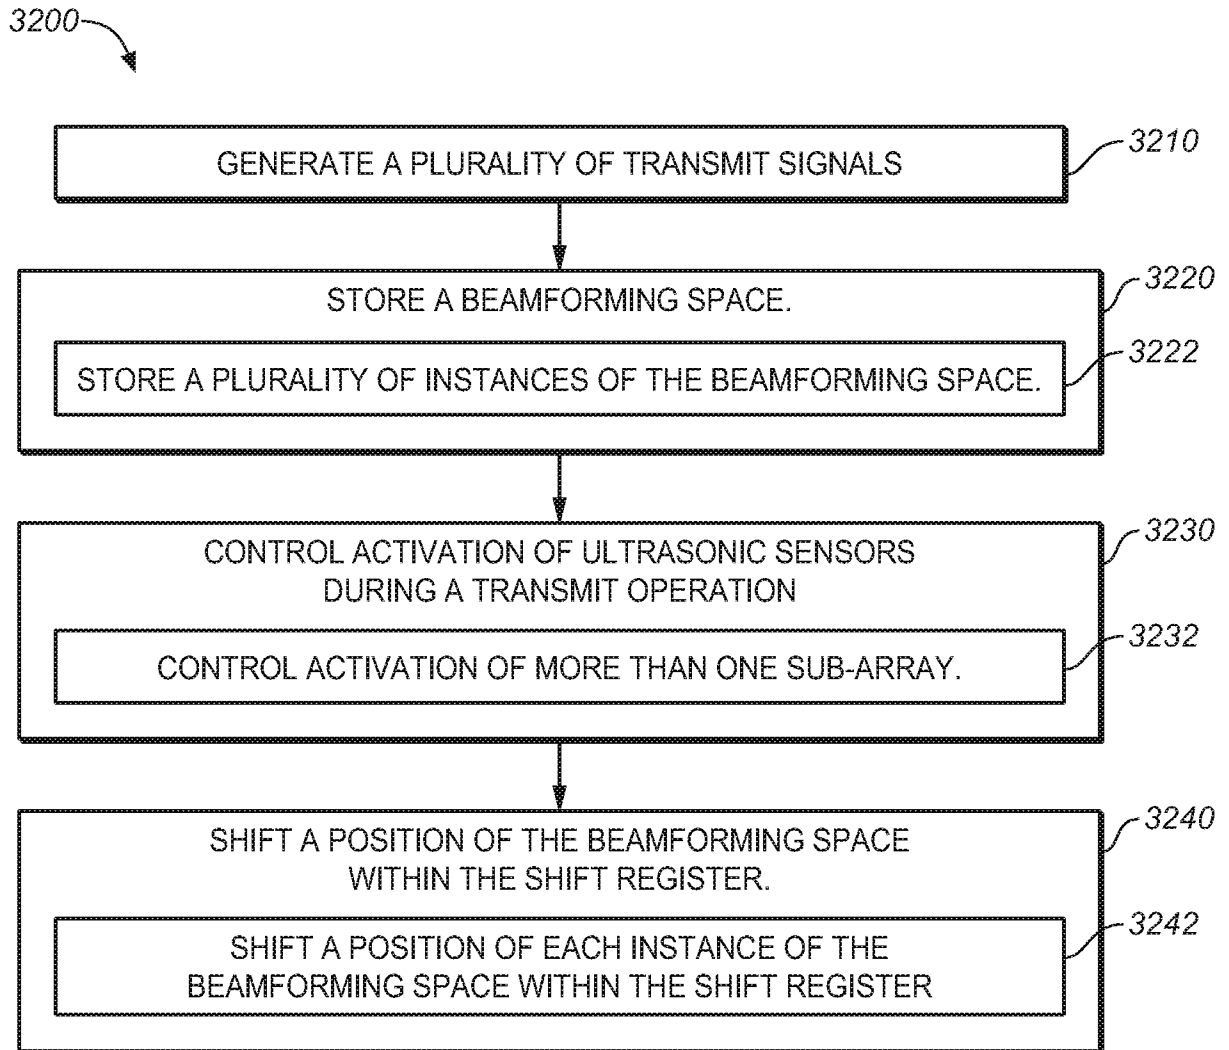 3200
GENERATE A PLURALITY OF TRANSMIT SIGNALS
3210
STORE A BEAMFORMING SPACE.
3220
STORE A PLURALITY OF INSTANCES OF THE BEAMFORMING SPACE.
3222
CONTROL ACTIVATION OF ULTRASONIC SENSORS
DURING A TRANSMIT OPERATION
3230
CONTROL ACTIVATION OF MORE THAN ONE SUB-ARRAY.
3232
SHIFT A POSITION OF THE BEAMFORMING SPACE
WITHIN THE SHIFT REGISTER.
3240
SHIFT A POSITION OF EACH INSTANCE OF THE
BEAMFORMING SPACE WITHIN THE SHIFT REGISTER
3242